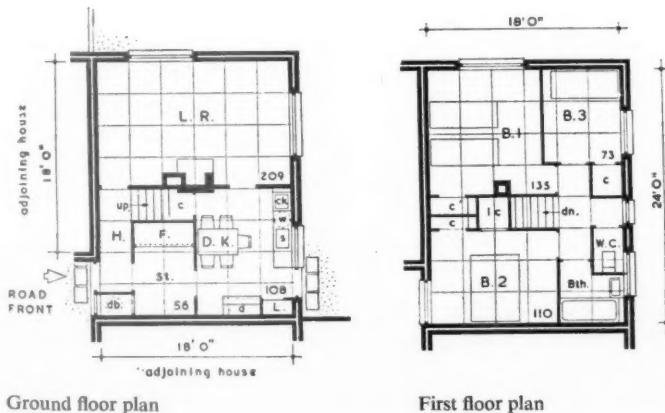 18'0"
adjoining house
18'0"
L. R.
209
up
c
ck
w
s
H.
F.
D. K.
St.
ROAD
FRONT
db.
56
108
d
L.
18'0"
adjoining house
Ground floor plan
B.1
B.3
73
135
c
c
l c
dn.
c
W.C.
B.2
Bth.
110
24'0"
First floor plan